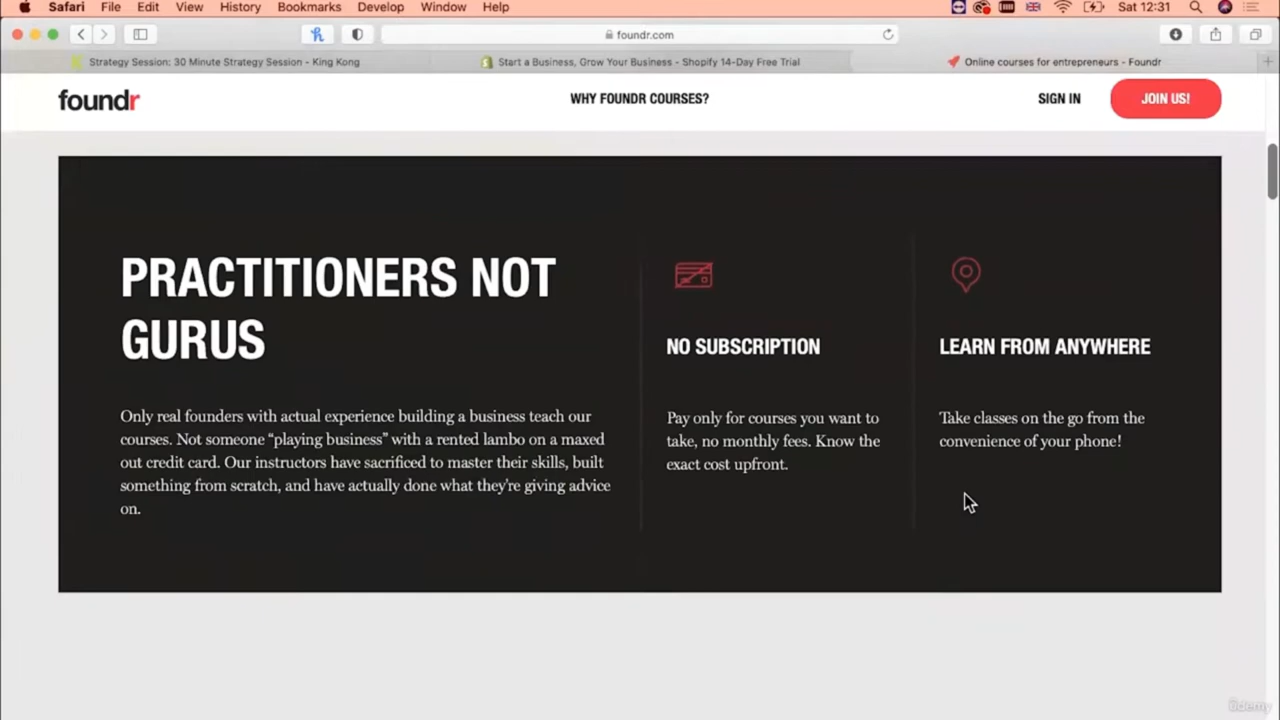 Safari File Edit View History Bookmarks Develop Window Help Sat 12:31
foundr.com
Strategy Session: 30 Minute Strategy Session - King Kong
Start a Business, Grow Your Business - Shopify 14-Day Free Trial
Online courses for entrepreneurs - Foundr
foundr
WHY FOUNDR COURSES?
SIGN IN
JOIN US!
PRACTITIONERS NOT
GURUS
Only real founders with actual experience building a business teach our
courses. Not someone “playing business” with a rented lambo on a maxed
out credit card. Our instructors have sacrificed to master their skills, built
something from scratch, and have actually done what they're giving advice
on.
NO SUBSCRIPTION
Pay only for courses you want to
take, no monthly fees. Know the
exact cost upfront.
LEARN FROM ANYWHERE
Take classes on the go from the
convenience of your phone!
ûdemy